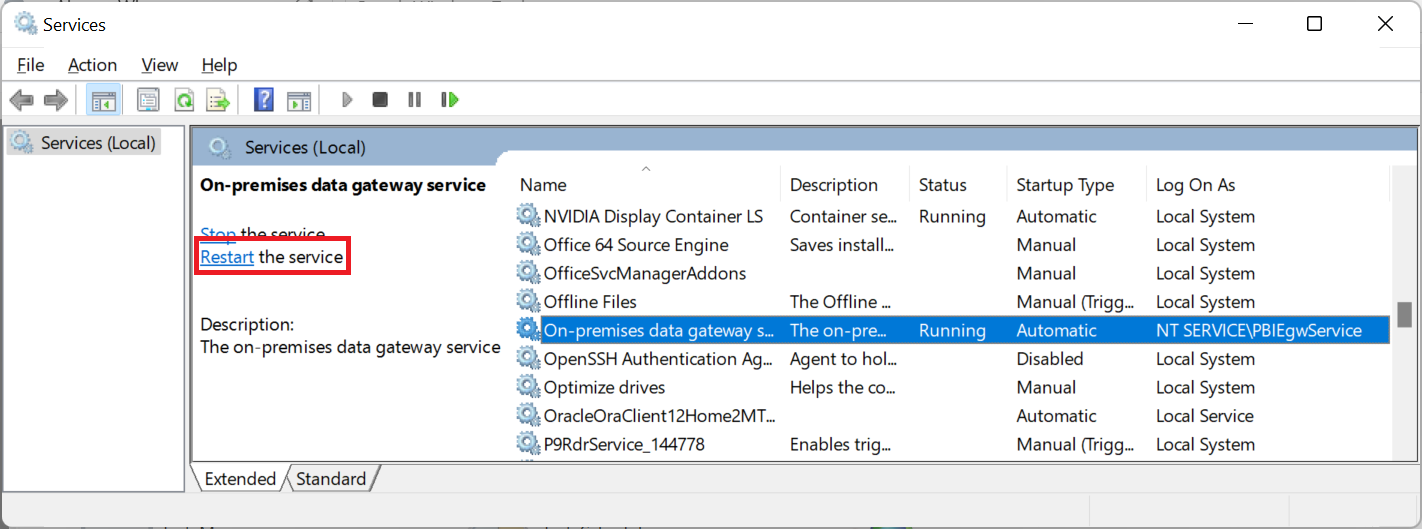 Services
File Action View Help
Services (Local)
Services (Local)
On-premises data gateway service
Stop the service
Restart the service
Description:
The on-premises data gateway service
Name Description Status Startup Type Log On As
NVIDIA Display Container LS Container se... Running Automatic Local System
Office 64 Source Engine Saves install... Manual Local System
OfficeSvcManagerAddons Manual Local System
Offline Files The Offline ... Manual (Trigg... Local System
On-premises data gateway s... The on-pre... Running Automatic NT SERVICE\PBIEgwService
OpenSSH Authentication Ag... Agent to hol... Disabled Local System
Optimize drives Helps the co... Manual Local System
OracleOraClient12Home2MT... Automatic Local Service
P9RdrService_144778 Enables trig... Manual (Trigg... Local System
Extended Standard